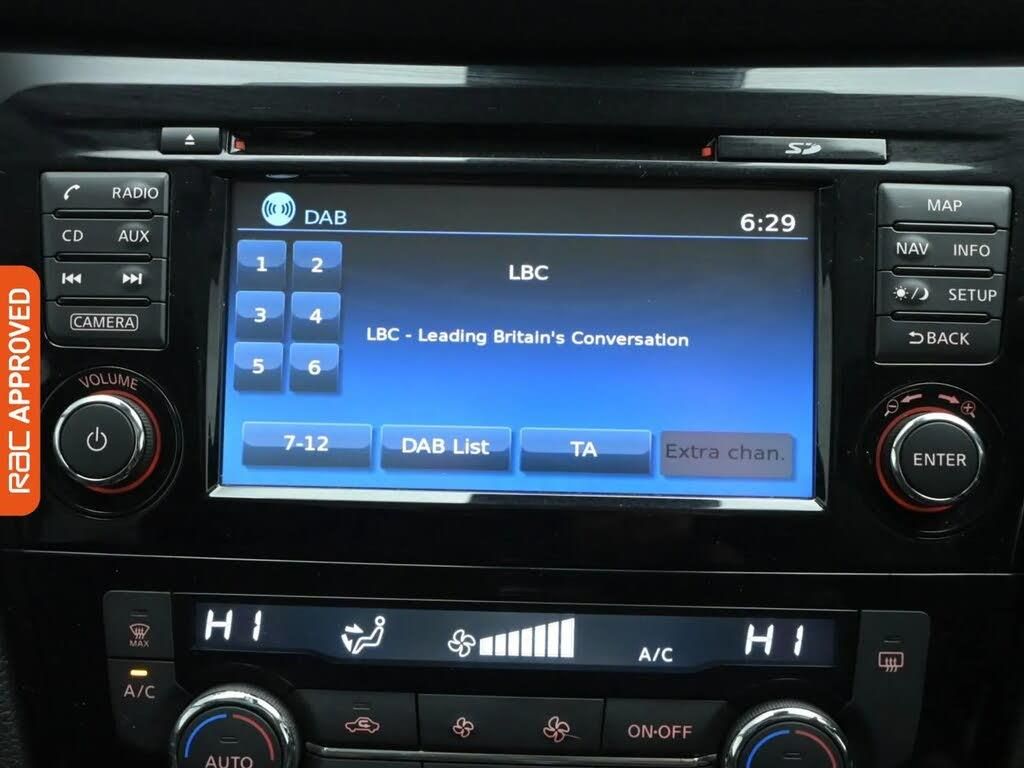 SD
RADIO
CD AUX
CAMERA
VOLUME
rac APPROVED
DAB
6:29
1 2
3 4
5 6
LBC
LBC - Leading Britain's Conversation
7-12
DAB List
TA
Extra chan.
MAP
NAV INFO
SETUP
BACK
ENTER
HI
A/C
HI
MAX
A/C
AUTO
ON·OFF